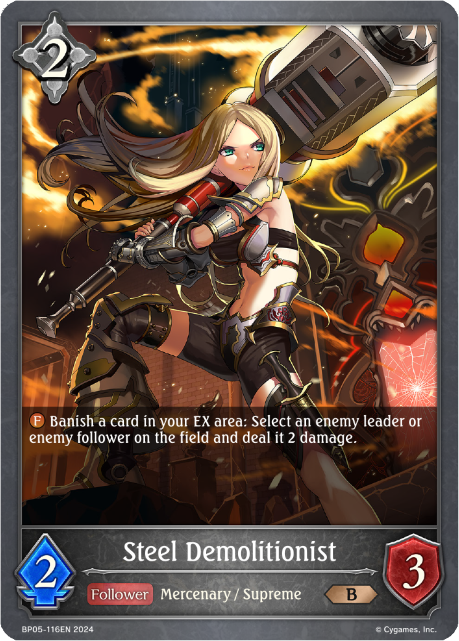 2
F Banish a card in your EX area: Select an enemy leader or
enemy follower on the field and deal it 2 damage.
Steel Demolitionist
2
Follower Mercenary / Supreme B
3
BP05-116EN 2024 © Cygames, Inc.